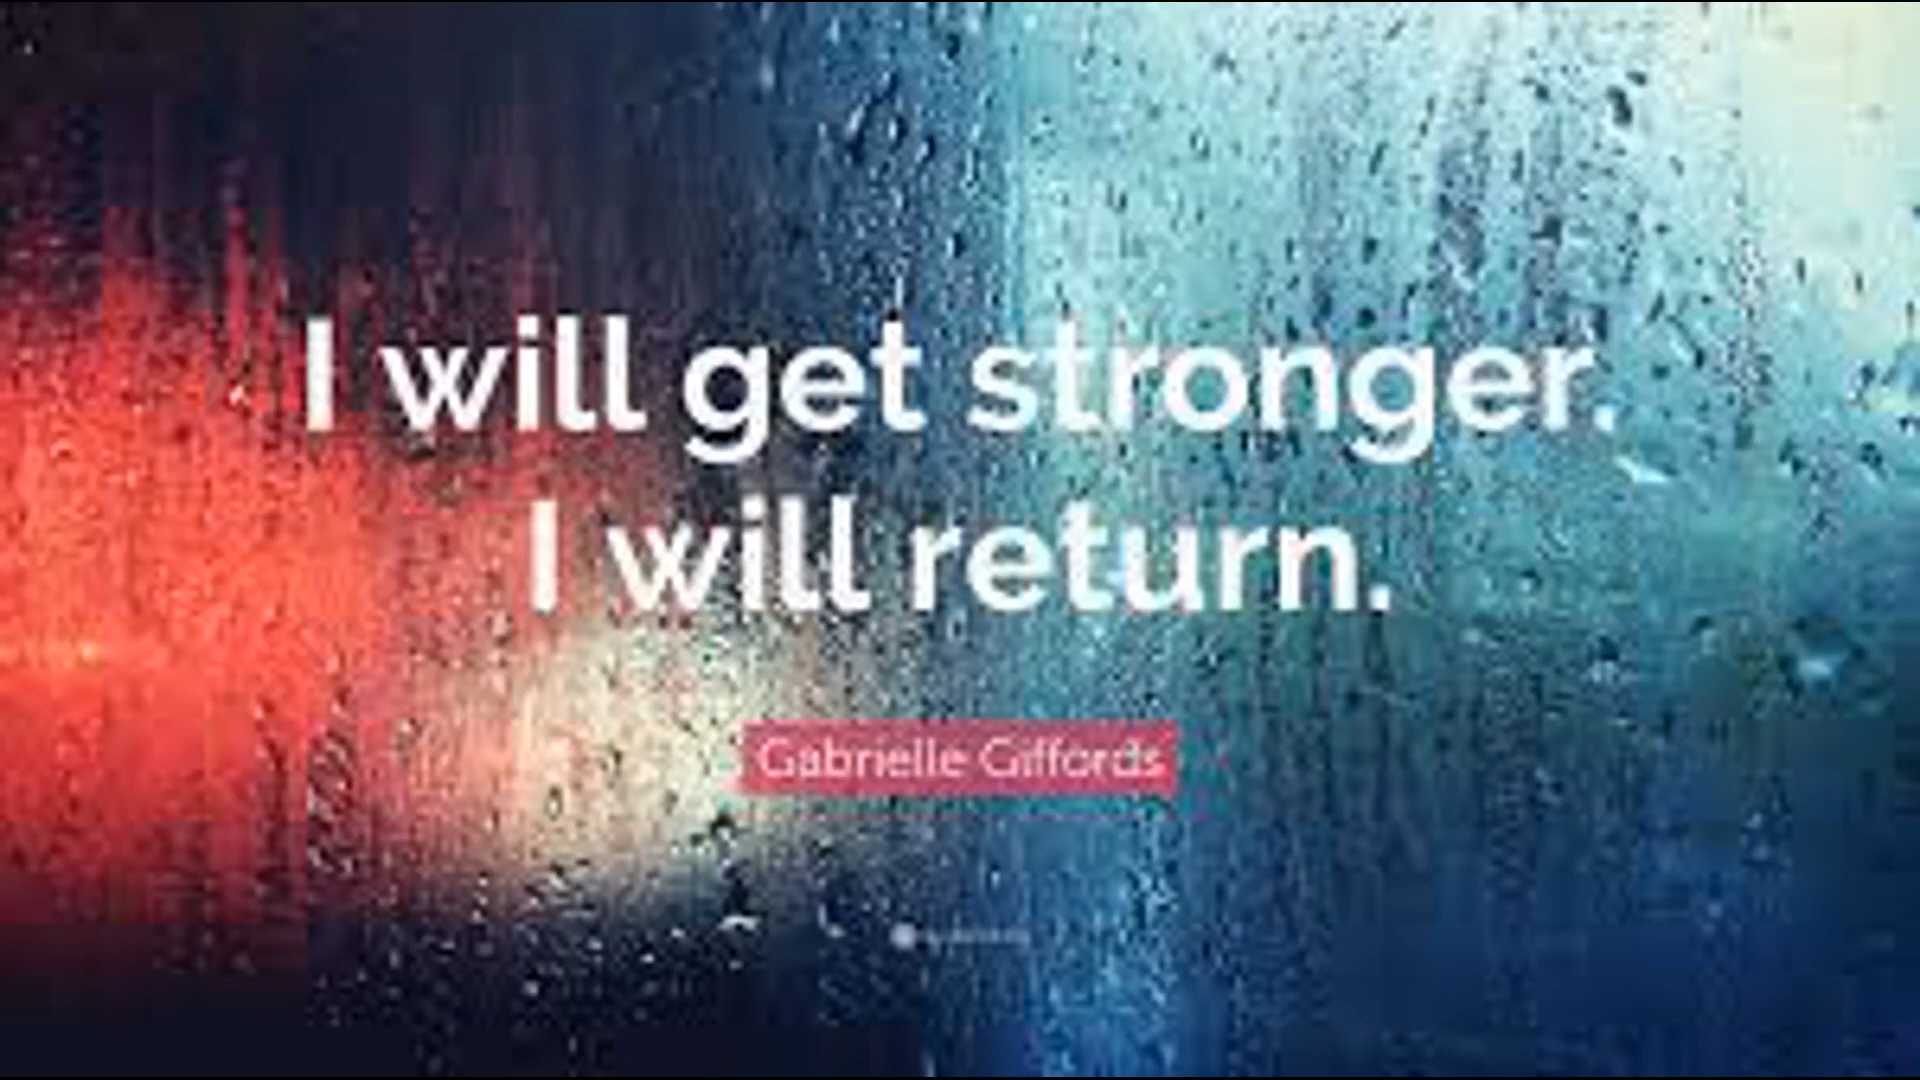 I will get stronger.
I will return.
Gabrielle Giffords